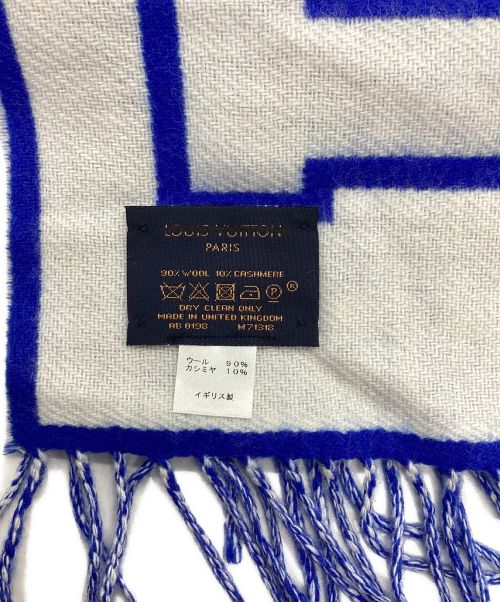 LOUIS VUITTON
PARIS
90% WOOL 10% CASHMERE
P ®
DRY CLEAN ONLY
MADE IN UNITED KINGDOM
AB 0198 M71318
ウール 90%
カシミヤ 10%
イギリス製